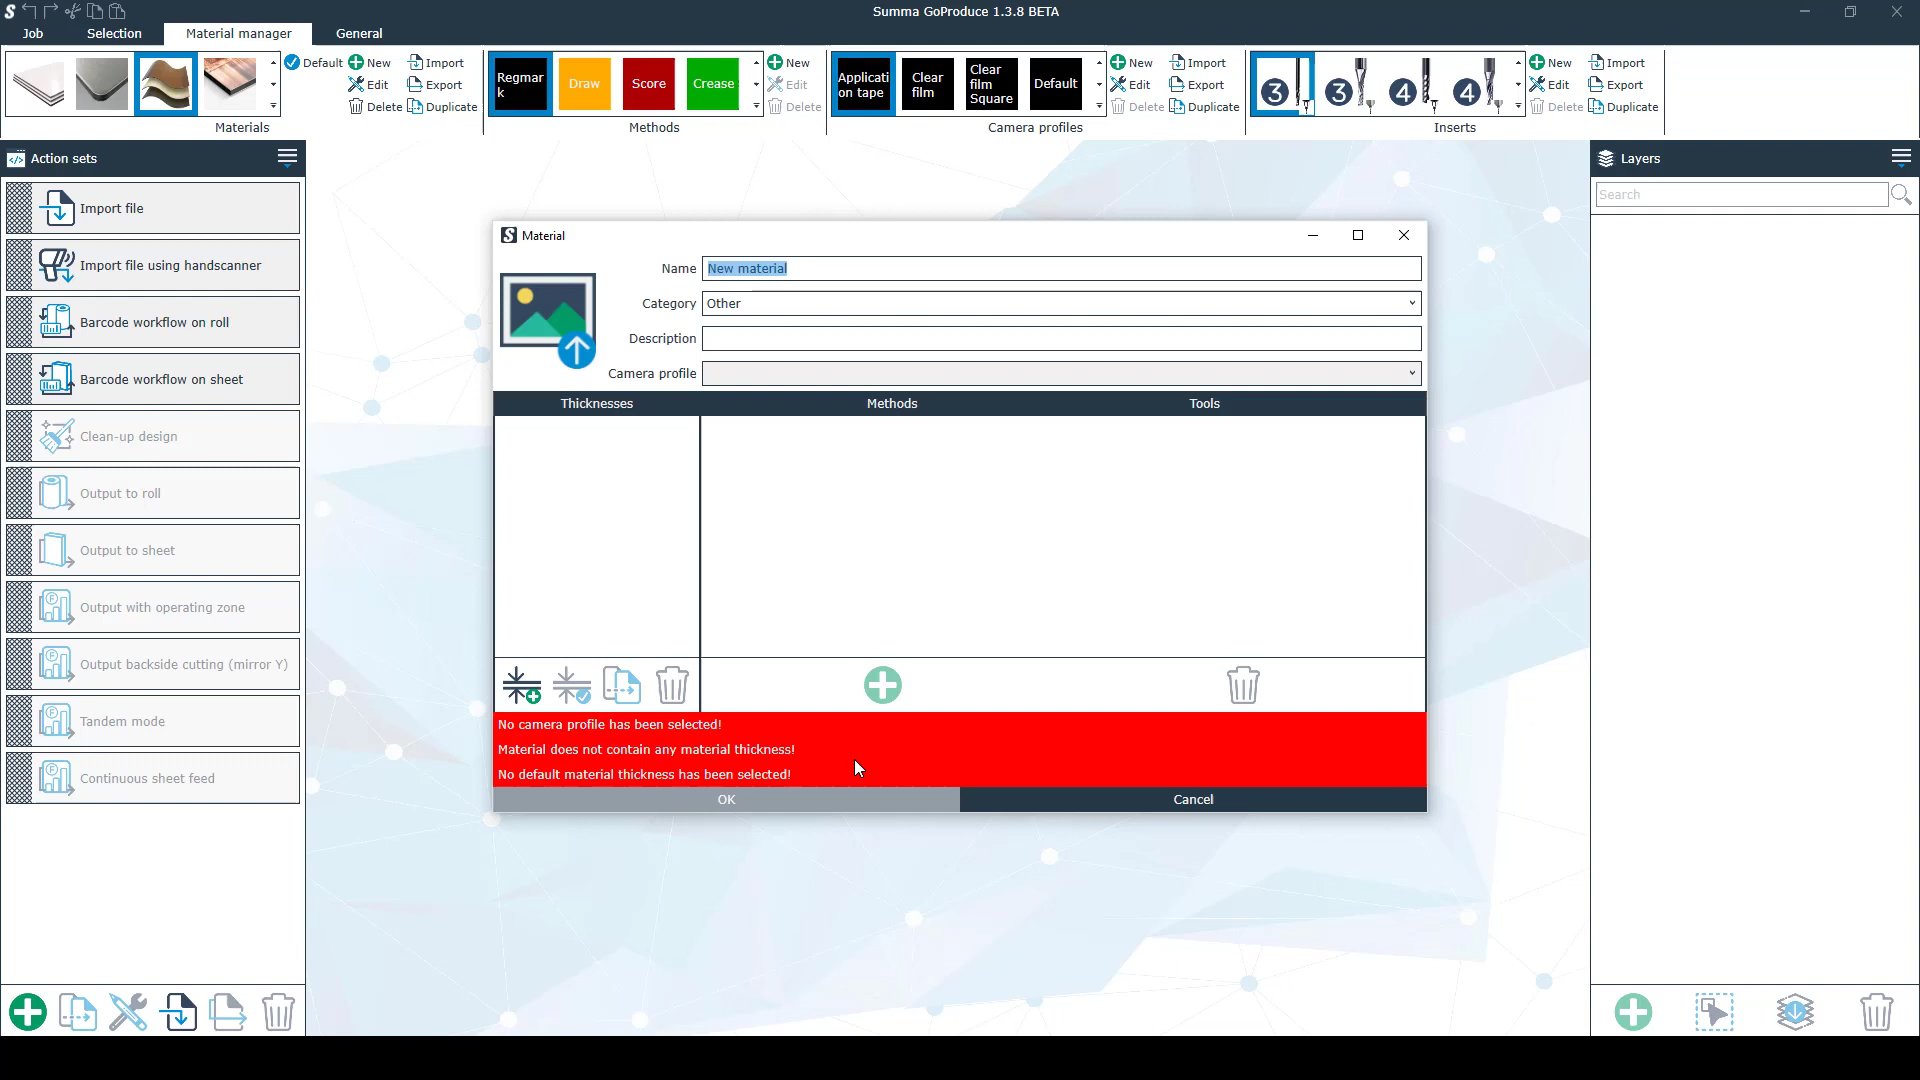 Summa GoProduce 1.3.8 BETA
Job
Selection
Material manager
General
Default
New
Import
Edit
Export
Delete
Duplicate
Materials
Regmar
k
Draw
Score
Crease
New
Edit
Delete
Methods
Applicati
on tape
Clear
film
Clear
film
Square
Default
New
Import
Edit
Export
Delete
Duplicate
Camera profiles
3
3
4
4
New
Import
Edit
Export
Delete
Duplicate
Inserts
Action sets
Import file
Import file using handscanner
Barcode workflow on roll
Barcode workflow on sheet
Clean-up design
Output to roll
Output to sheet
Output with operating zone
Output backside cutting (mirror Y)
Tandem mode
Continuous sheet feed
Material
Name
New material
Category
Other
Description
Camera profile
Thicknesses
Methods
Tools
No camera profile has been selected!
Material does not contain any material thickness!
No default material thickness has been selected!
OK
Cancel
Layers
Search